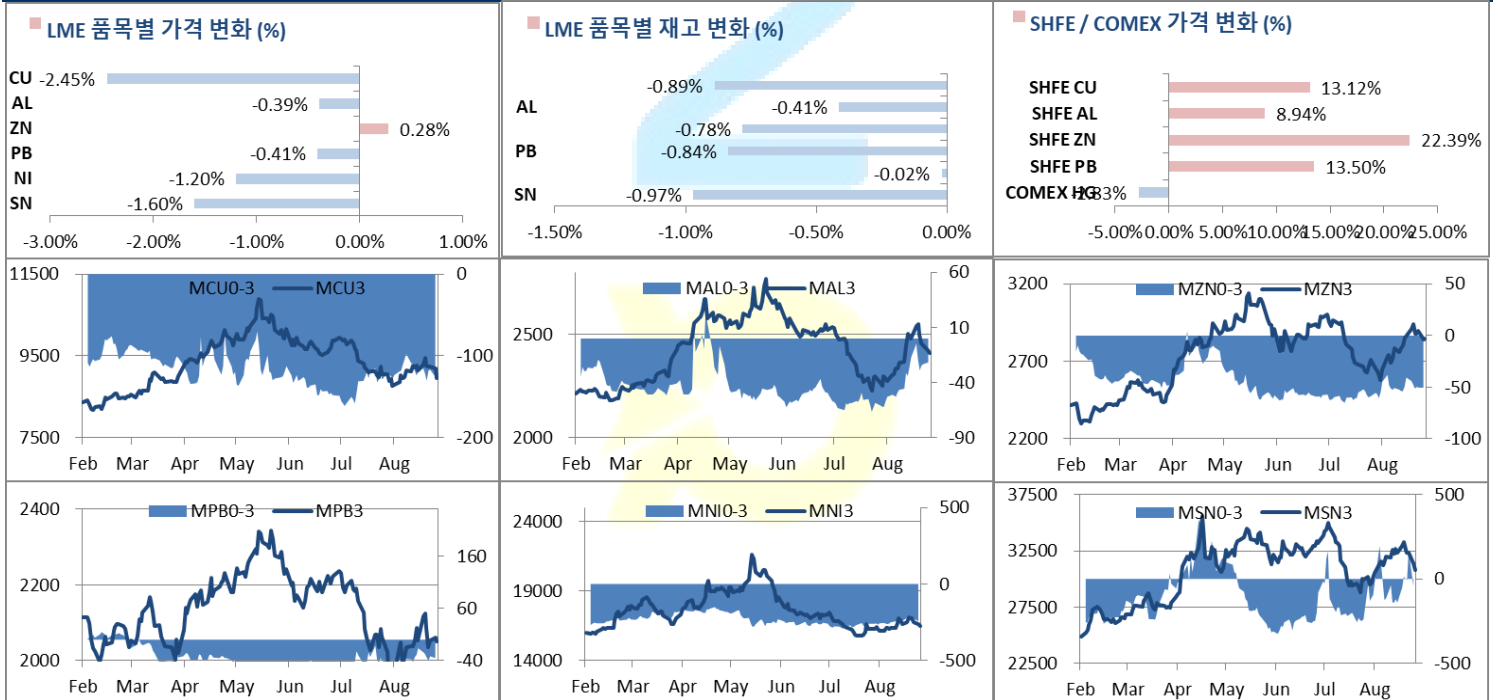 LME 품목별 가격 변화 (%)
CU
-2.45%
AL
-0.39%
ZN
0.28%
PB
-0.41%
NI
-1.20%
SN
-1.60%
-3.00% -2.00% -1.00% 0.00% 1.00%
LME 품목별 재고 변화 (%)
-0.89%
AL
-0.41%
-0.78%
PB
-0.84%
-0.02%
SN
-0.97%
-1.50% -1.00% -0.50% 0.00%
SHFE / COMEX 가격 변화 (%)
SHFE CU
13.12%
SHFE AL
8.94%
SHFE ZN
22.39%
SHFE PB
13.50%
COMEX HG
-2.83%
-5.00% 0.00% 5.00% 10.00% 15.00% 20.00% 25.00%
MCU0-3 MCU3
11500
9500
7500
0
-100
-200
Feb Mar Apr May Jun Jul Aug
MAL0-3 MAL3
2500
2000
60
10
-40
-90
Feb Mar Apr May Jun Jul Aug
MZN0-3 MZN3
3200
2700
2200
50
0
-50
-100
Feb Mar Apr May Jun Jul Aug
MPB0-3 MPB3
2400
2200
2000
160
60
-40
Feb Mar Apr May Jun Jul Aug
MNI0-3 MNI3
24000
19000
14000
500
0
-500
Feb Mar Apr May Jun Jul Aug
MSN0-3 MSN3
37500
32500
27500
22500
500
0
-500
Feb Mar Apr May Jun Jul Aug